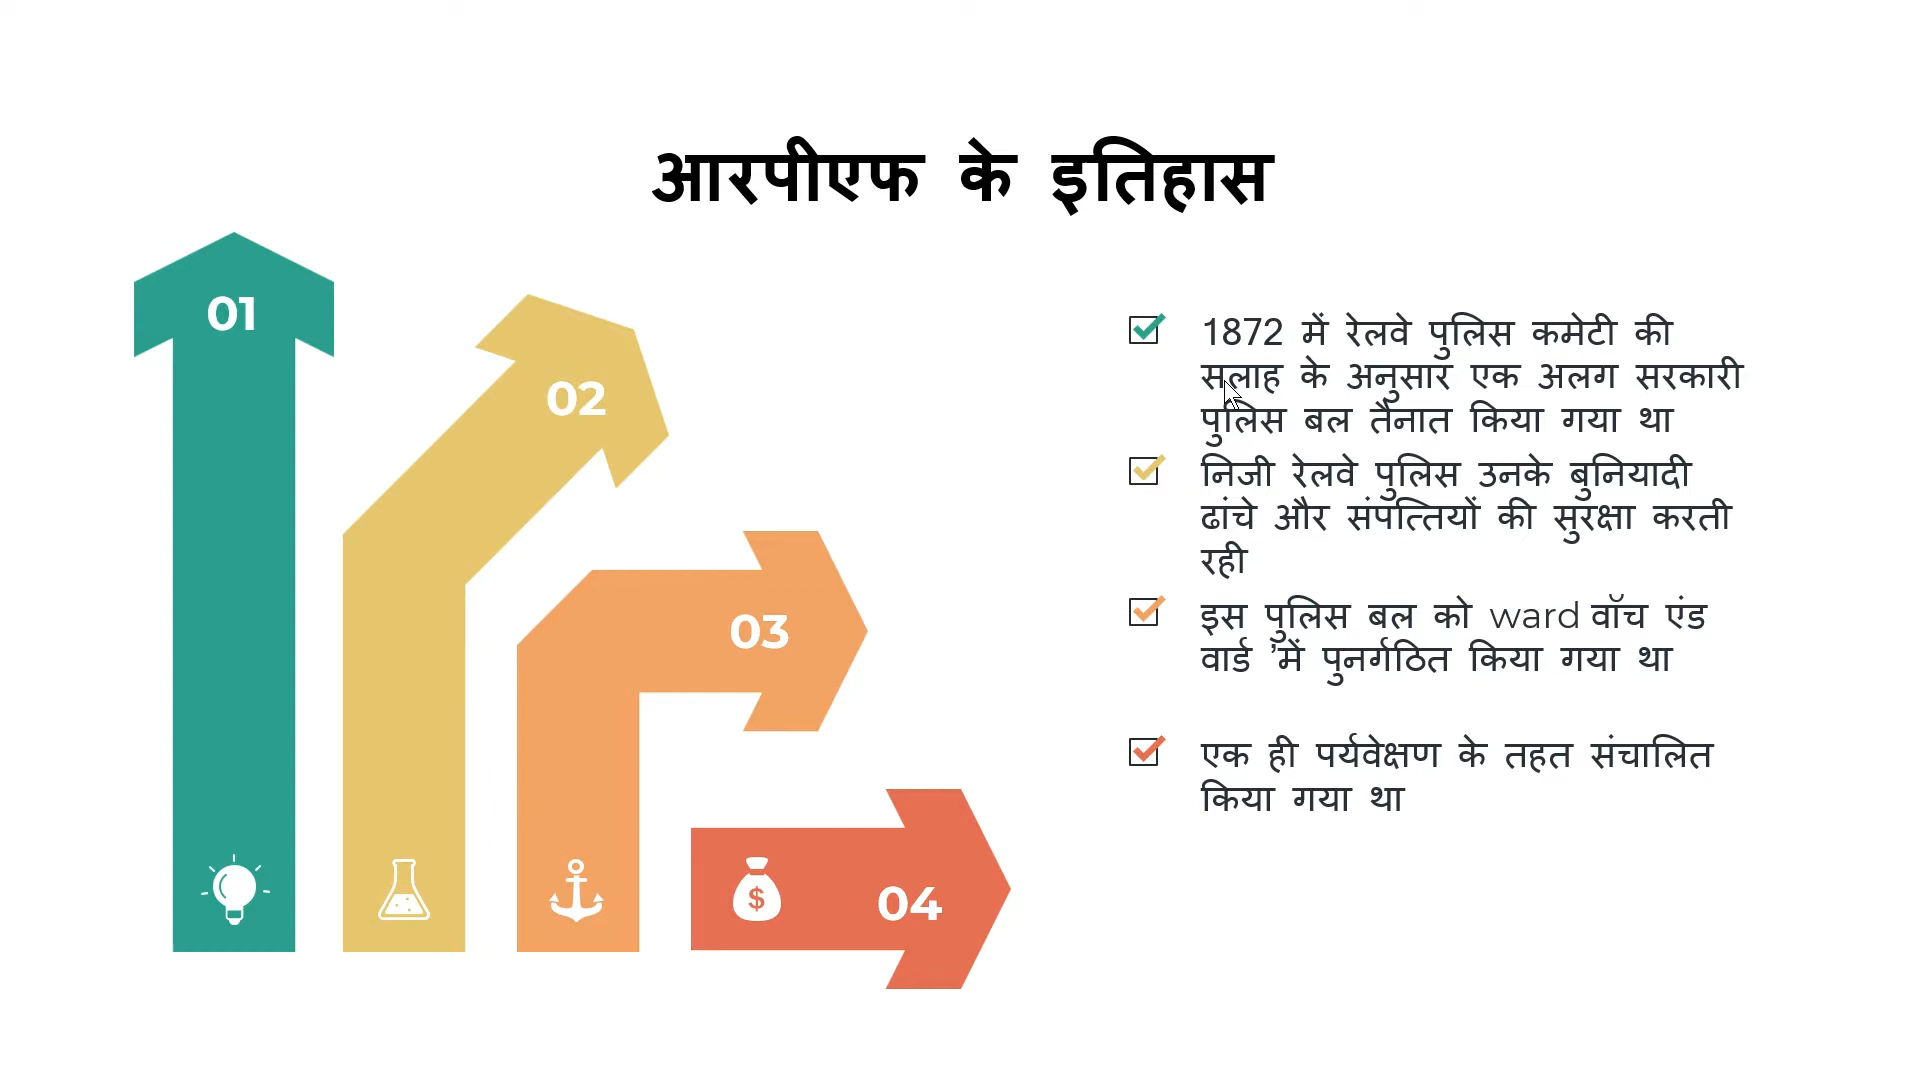 आरपीएफ के इतिहास
01
02
03
04
$
1872 में रेलवे पुलिस कमेटी की
सलाह के अनुसार एक अलग सरकारी
पुलिस बल तैनात किया गया था
निजी रेलवे पुलिस उनके बुनियादी
ढांचे और संपत्तियों की सुरक्षा करती
रही
इस पुलिस बल को ward वॉच एंड
वार्ड ’में पुनर्गठित किया गया था
एक ही पर्यवेक्षण के तहत संचालित
किया गया था